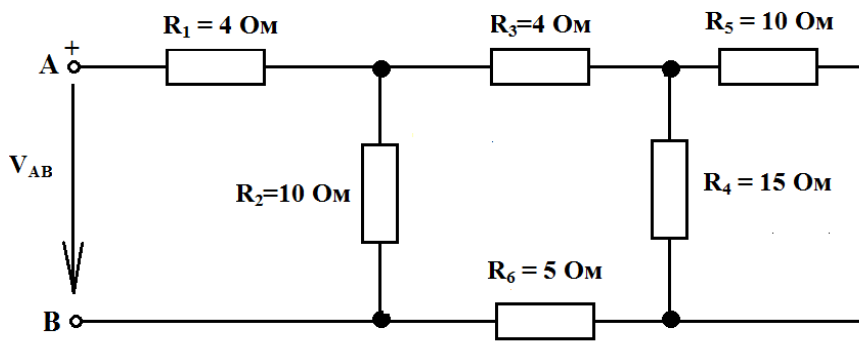 R₁ = 4 Ом
R₃=4 Ом
R₅ = 10 Ом
A
+
V_AB
R₂=10 Ом
R₄ = 15 Ом
R₆ = 5 Ом
B